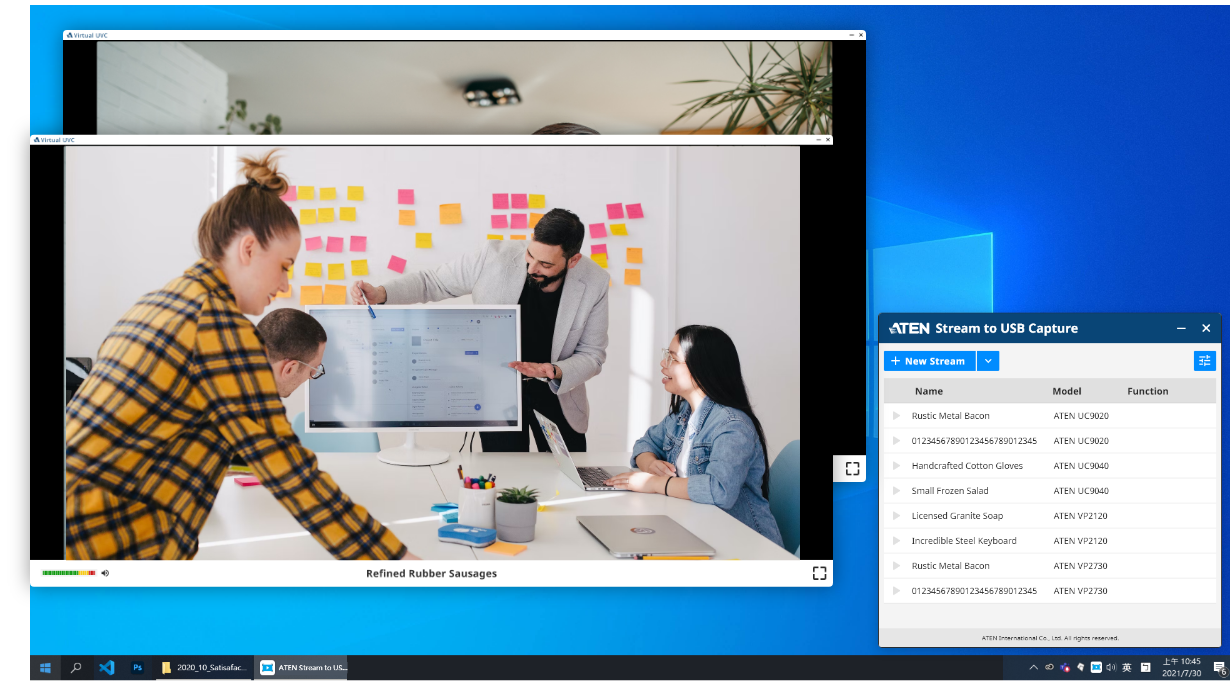 Virtual UVC
Virtual UVC
Refined Rubber Sausages
ATEN Stream to USB Capture
+ New Stream
Name Model Function
Rustic Metal Bacon ATEN UC9020
01234567890123456789012345 ATEN UC9020
Handcrafted Cotton Gloves ATEN UC9040
Small Frozen Salad ATEN UC9040
Licensed Granite Soap ATEN VP2120
Incredible Steel Keyboard ATEN VP2120
Rustic Metal Bacon ATEN VP2730
01234567890123456789012345 ATEN VP2730
ATEN International Co., Ltd. All rights reserved.
Ps
2020_10_Satisafac...
ATEN Stream to US...
英
上午 10:45
2021/7/30
6